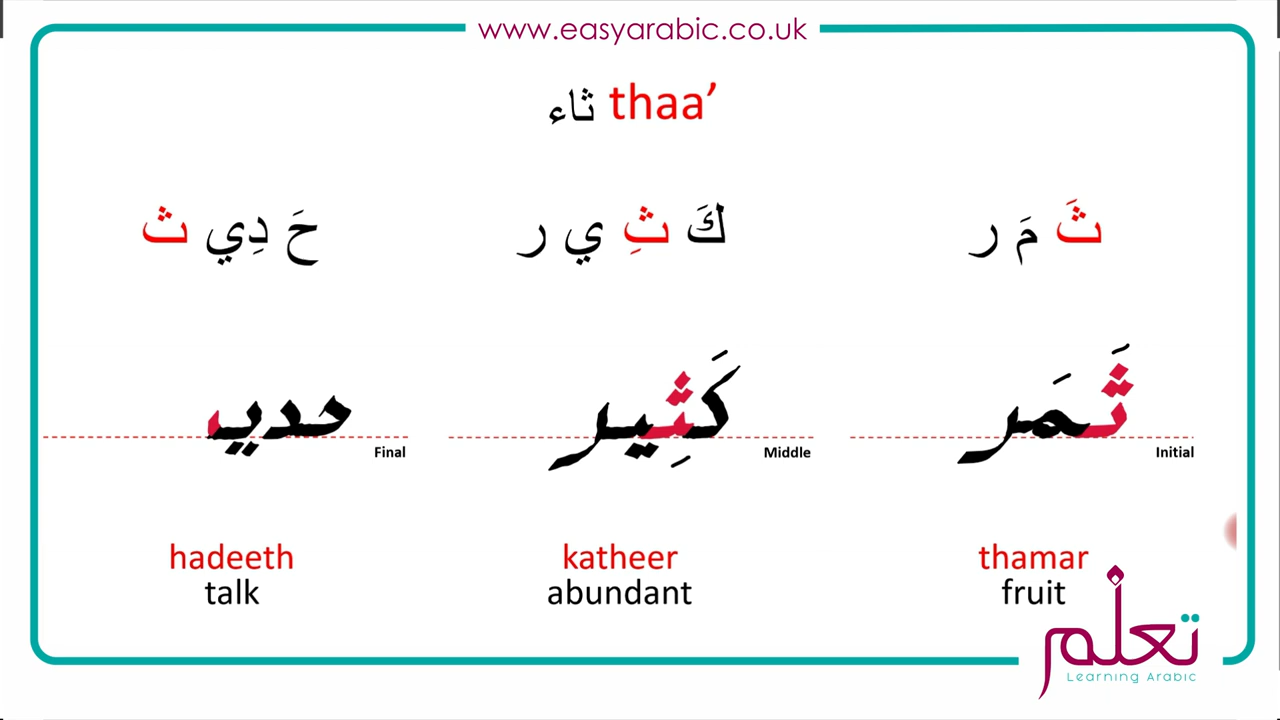 www.easyarabic.co.uk
ثاء thaa’
ثَ مَ ر
كَ ثِ ي ر
حَ دِي ث
ثَمَر
كَثِير
Initial
Middle
Final
thamar
fruit
katheer
abundant
hadeeth
talk
تعلم
Learning Arabic